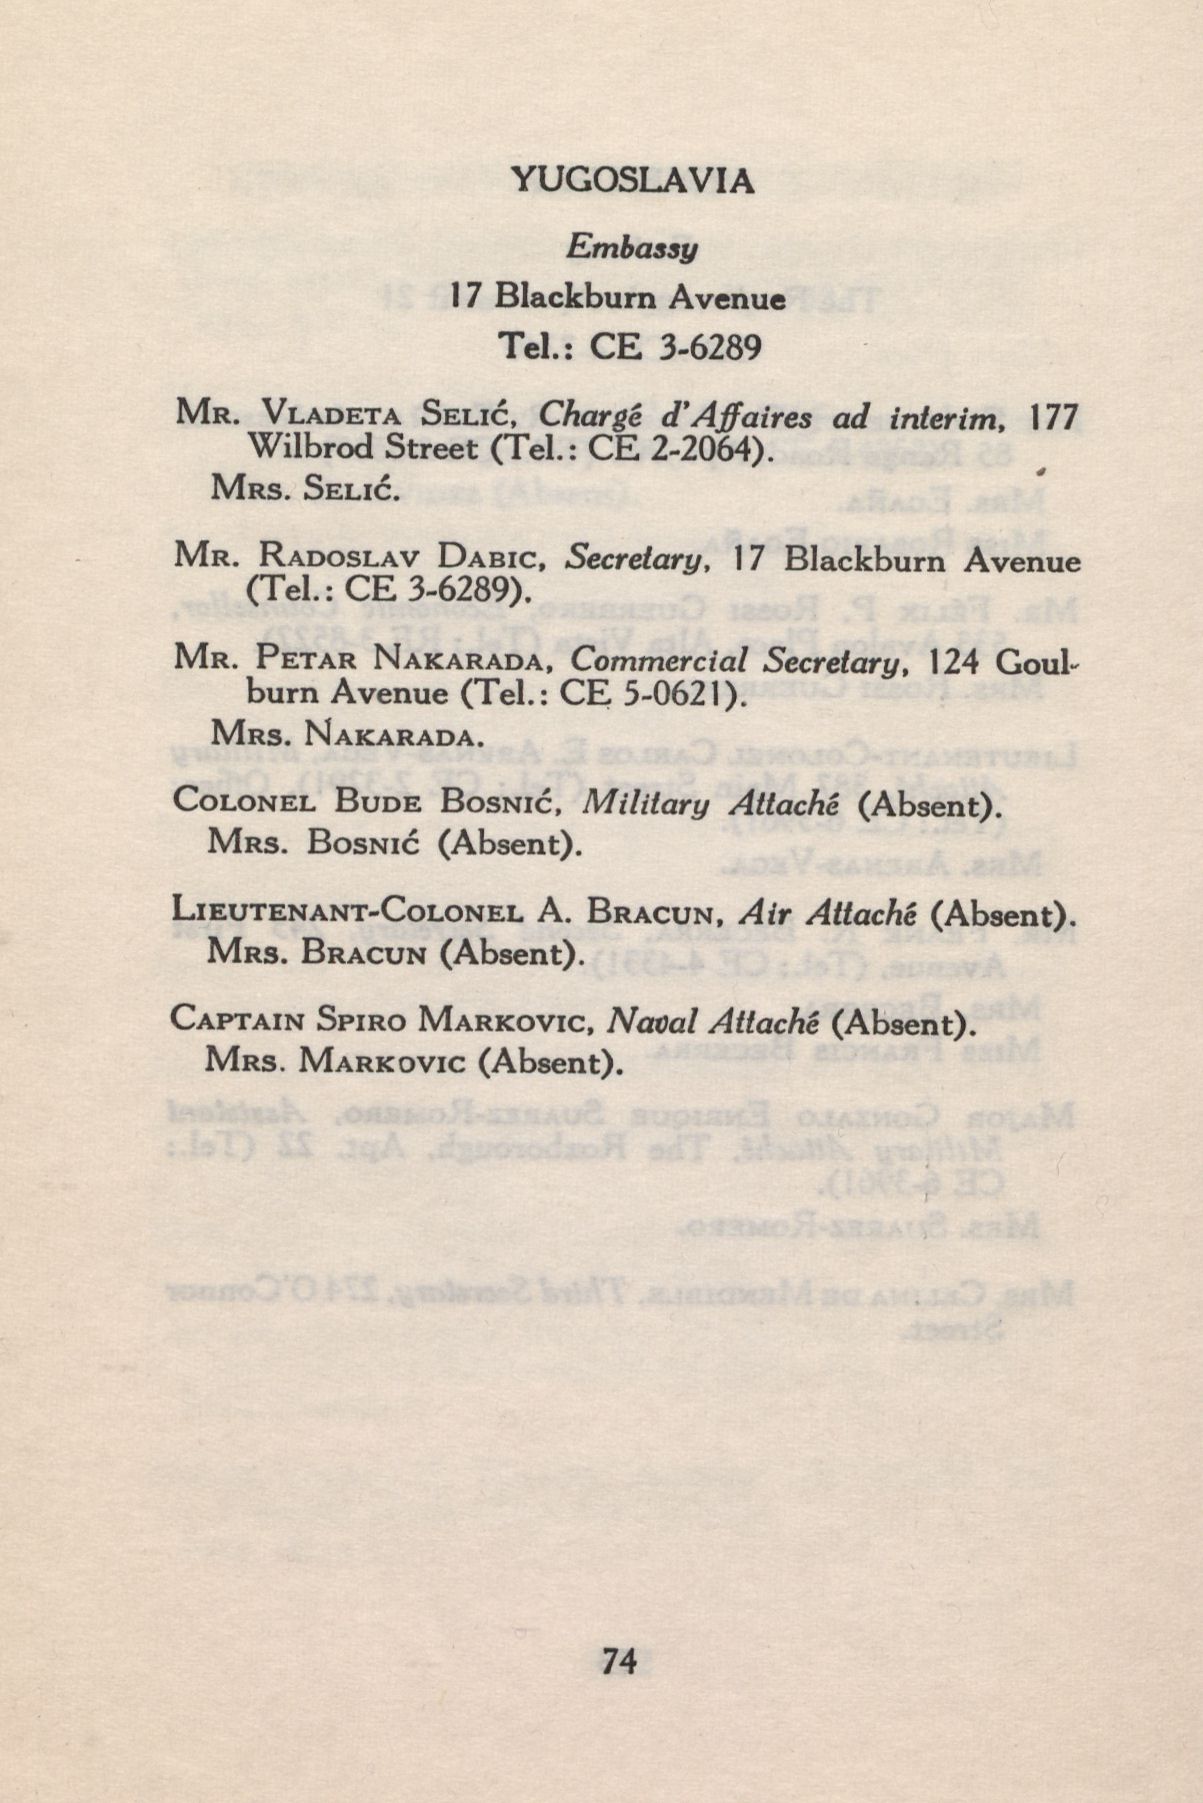 YUGOSLAVIA
Embassy
17 Blackburn Avenue
Tel.: CE 3-6289
MR. VLADETA SELIĆ, Chargé d'Affaires ad interim, 177
Wilbrod Street (Tel.: CE 2-2064).
MRS. SELIĆ.
MR. RADOSLAV DABIC, Secretary, 17 Blackburn Avenue
(Tel.: CE 3-6289).
MR. PETAR NAKARADA, Commercial Secretary, 124 Goul-
burn Avenue (Tel.: CE 5-0621).
MRS. NAKARADA.
COLONEL BUDE BOSNIĆ, Military Attaché (Absent).
MRS. BOSNIĆ (Absent).
LIEUTENANT-COLONEL A. BRACUN, Air Attaché (Absent).
MRS. BRACUN (Absent).
CAPTAIN SPIRO MARKOVIC, Naval Attaché (Absent).
MRS. MARKOVIC (Absent).
74